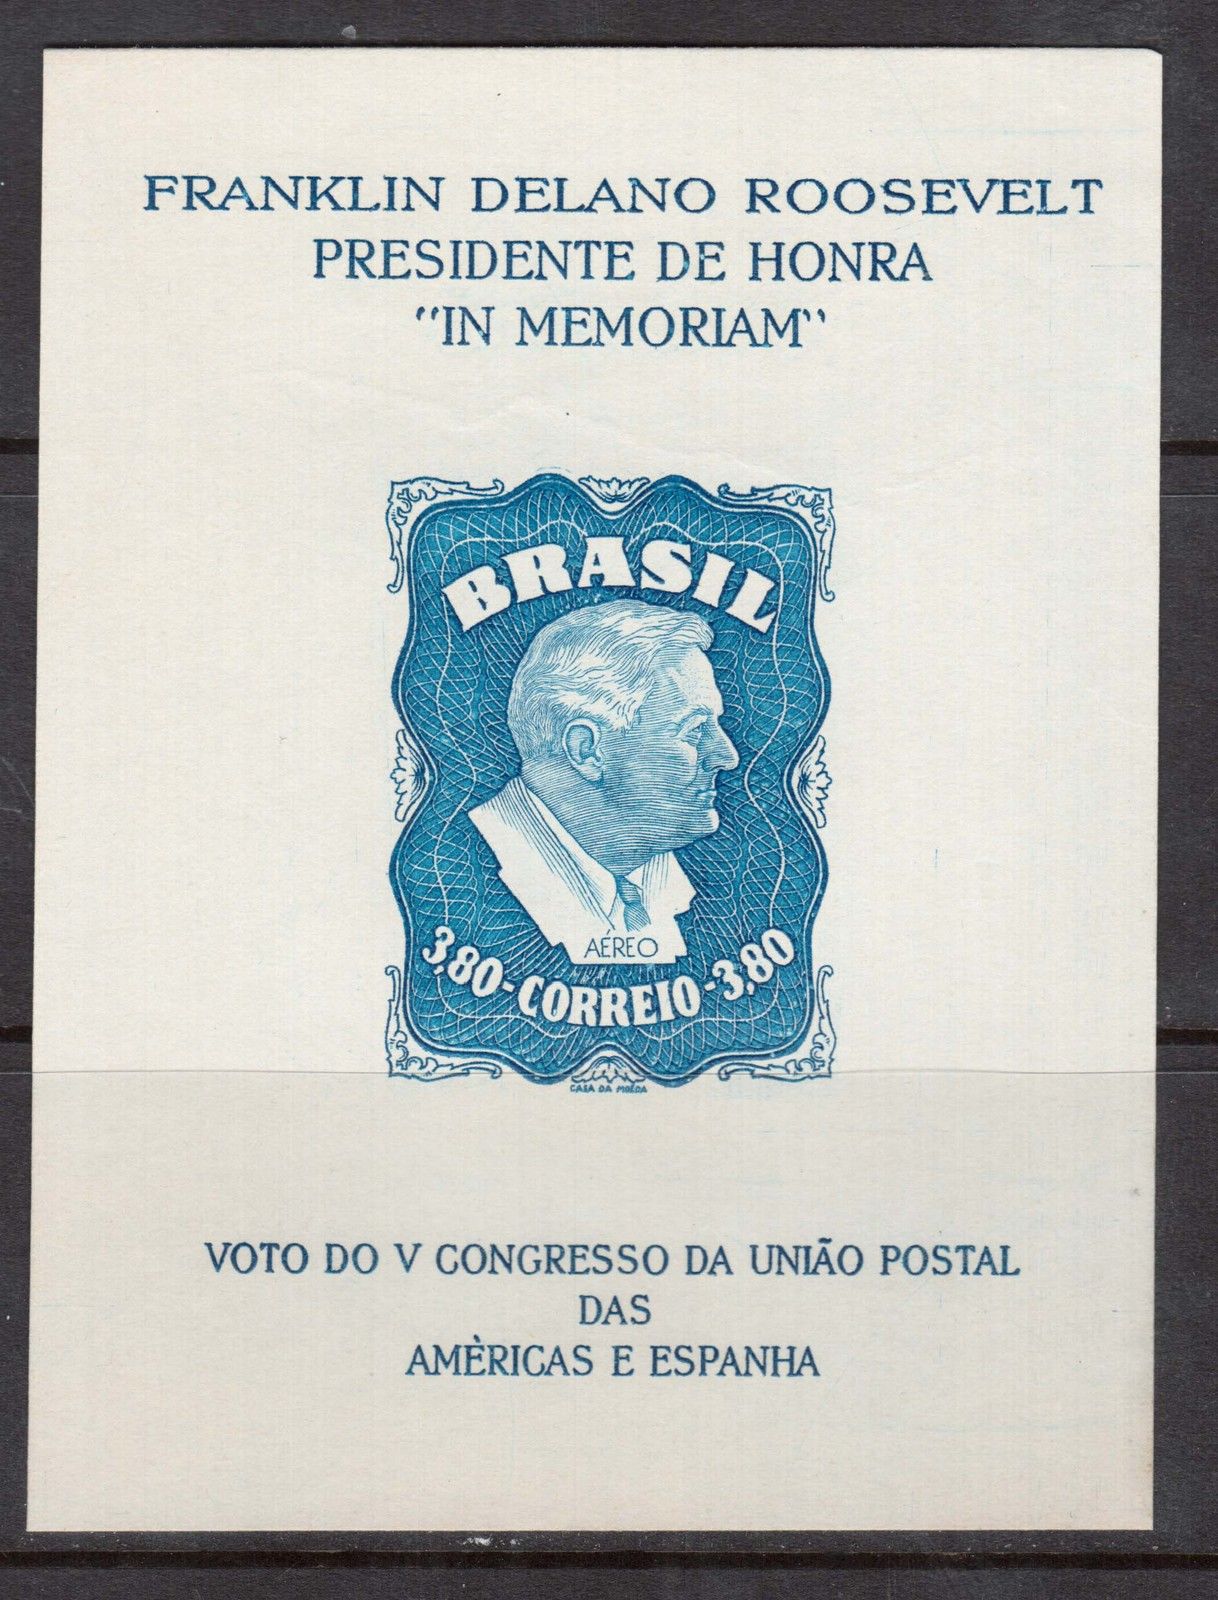 FRANKLIN DELANO ROOSEVELT
PRESIDENTE DE HONRA
"IN MEMORIAM"
BRASIL
AÉREO
3,80-CORREIO-3,80
CASA DA MOEDA
VOTO DO V CONGRESSO DA UNIÃO POSTAL
DAS
AMÈRICAS E ESPANHA